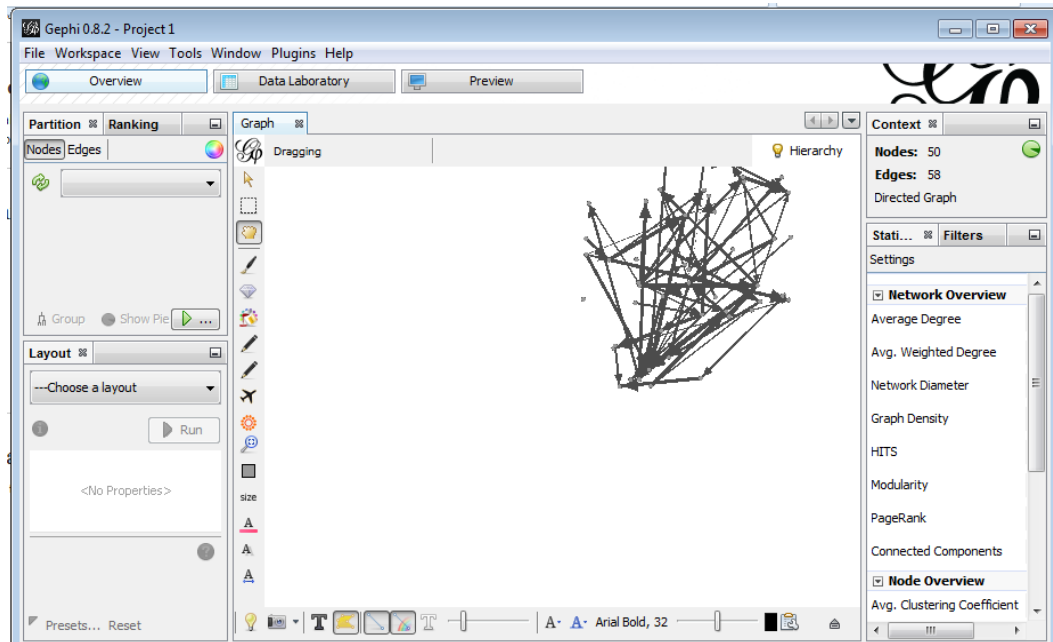 Gephi 0.8.2 - Project 1
File Workspace View Tools Window Plugins Help
Overview Data Laboratory Preview
Partition Ranking
Nodes Edges
Group Show Pie ...
Layout
---Choose a layout
Run
<No Properties>
Presets... Reset
Graph
Dragging Hierarchy
size
A
A
A
T T A- A- Arial Bold, 32
Context
Nodes: 50
Edges: 58
Directed Graph
Stati... Filters
Settings
Network Overview
Average Degree
Avg. Weighted Degree
Network Diameter
Graph Density
HITS
Modularity
PageRank
Connected Components
Node Overview
Avg. Clustering Coefficient